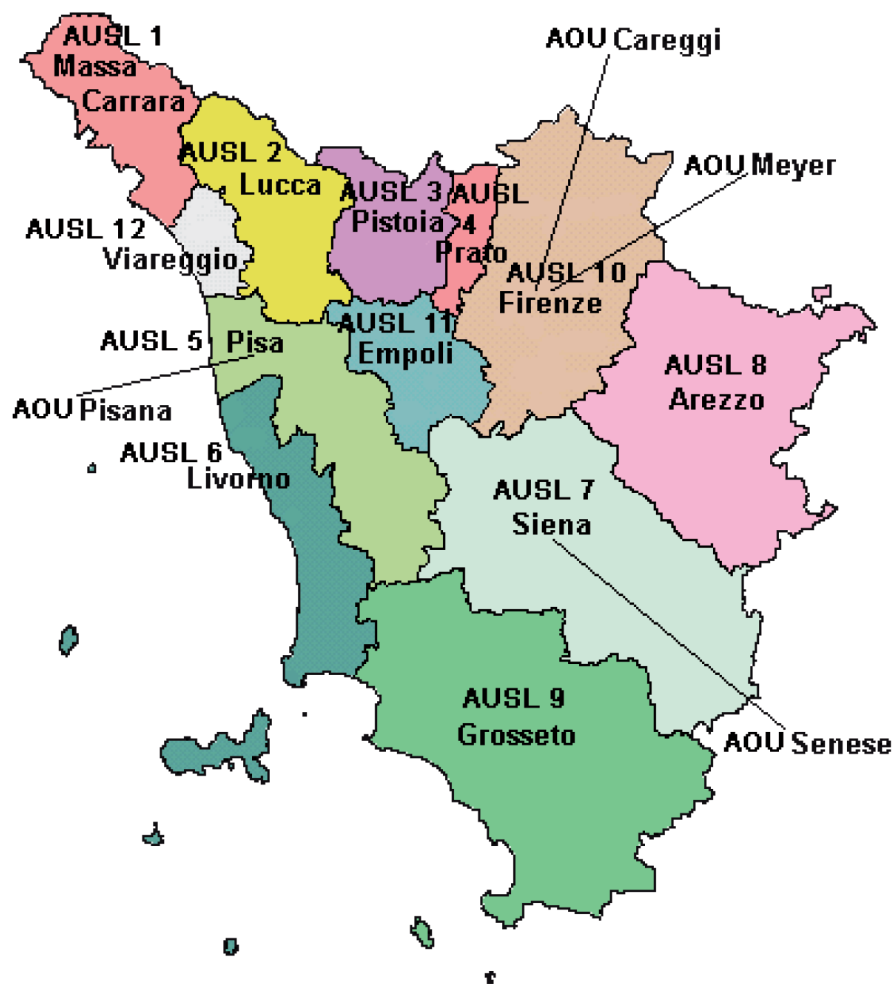 AUSL 1
Massa
Carrara
AOU Careggi
AUSL 2
Lucca
AUSL 3
Pistoia
AUSL
4
Prato
AOU Meyer
AUSL 12
Viareggio
AUSL 10
Firenze
AUSL 5 Pisa
AUSL 11
Empoli
AUSL 8
Arezzo
AOU Pisana
AUSL 6
Livorno
AUSL 7
Siena
AUSL 9
Grosseto
AOU Senese